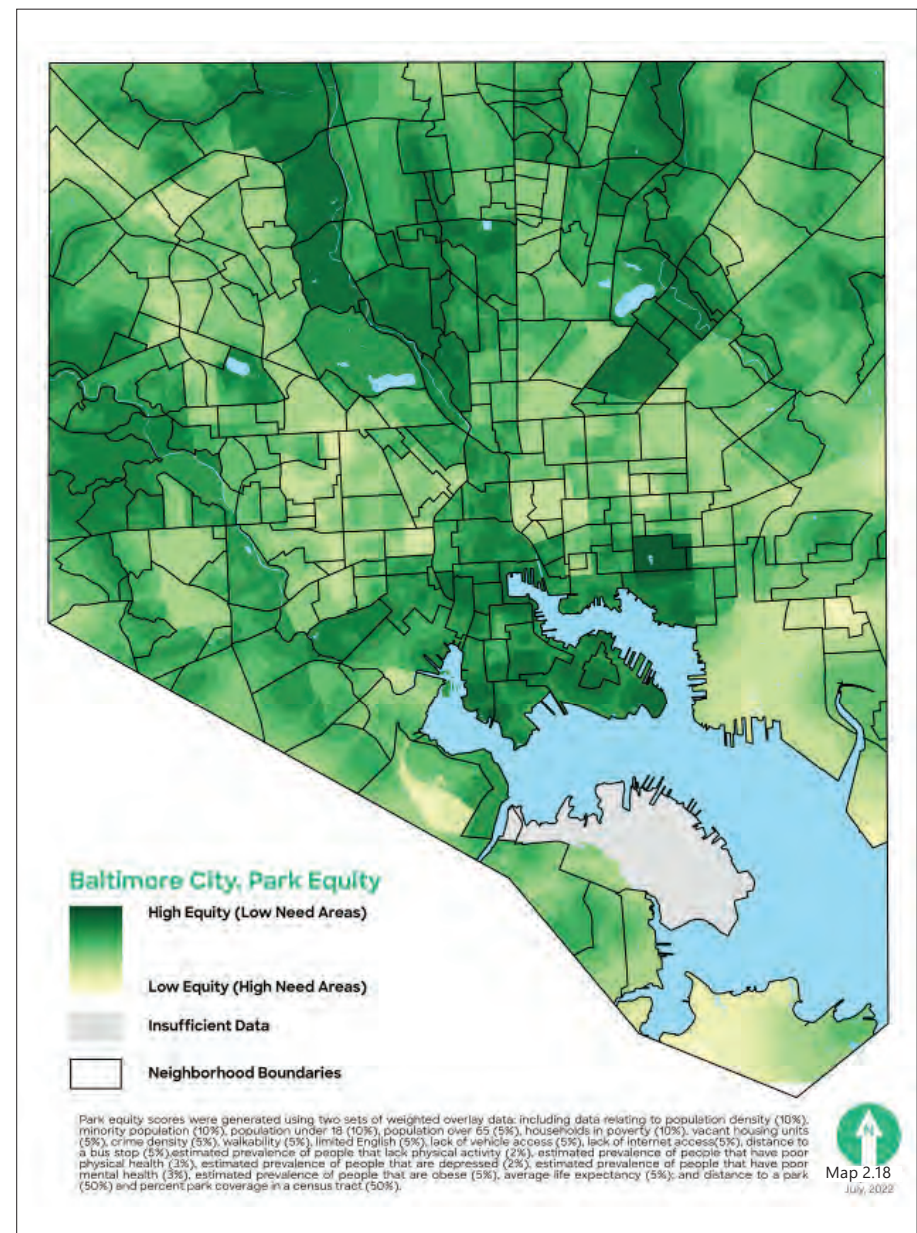 Baltimore City, Park Equity
High Equity (Low Need Areas)
Low Equity (High Need Areas)
Insufficient Data
Neighborhood Boundaries
Park equity scores were generated using two sets of weighted overlay data: including data relating to population density (10%),
minority population (10%), population under 18 (10%), population over 65 (5%), households in poverty (10%), vacant housing units
(5%), crime density (5%), walkability (5%), limited English (5%), lack of vehicle access (5%), lack of internet access(5%), distance to
a bus stop (5%),estimated prevalence of people that lack physical activity (2%), estimated prevalence of people that have poor
physical health (3%), estimated prevalence of people that are depressed (2%), estimated prevalence of people that have poor
mental health (3%), estimated prevalence of people that are obese (5%), average life expectancy (5%); and distance to a park
(50%) and percent park coverage in a census tract (50%).
N
Map 2.18
July, 2022